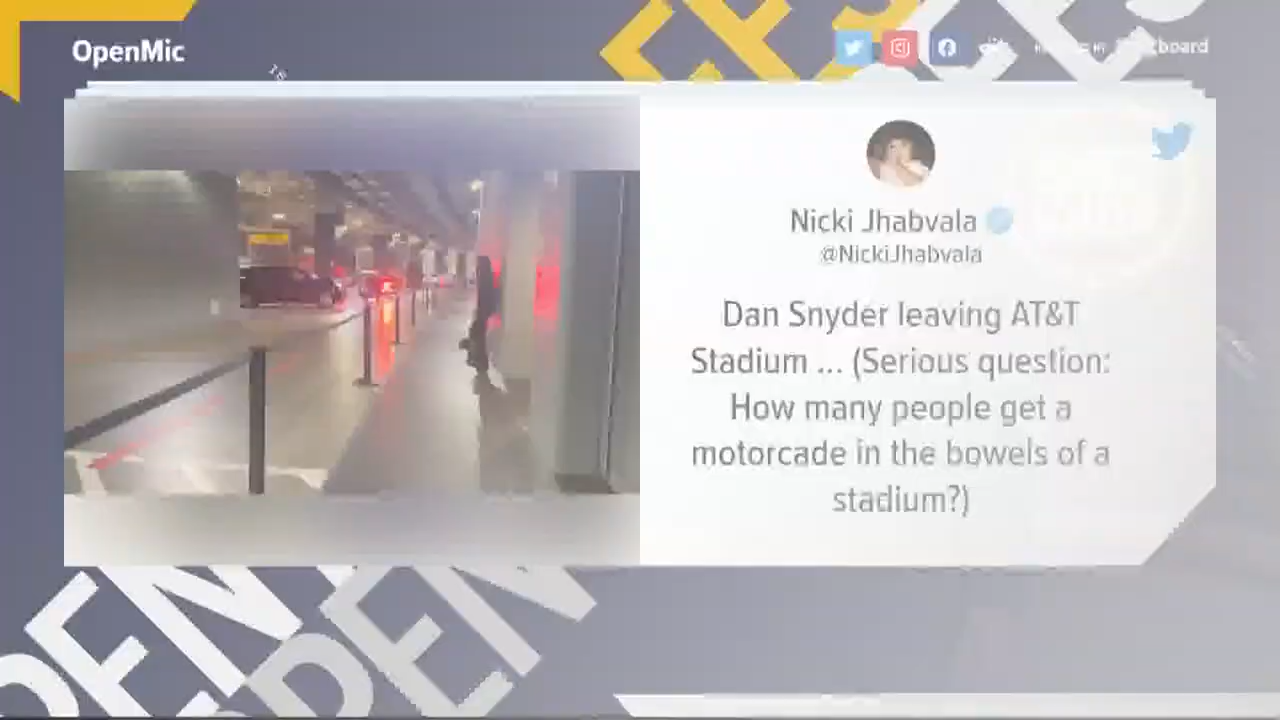 OpenMic
Nicki Jhabvala
@NickiJhabvala
Dan Snyder leaving AT&T
Stadium ... (Serious question:
How many people get a
motorcade in the bowels of a
stadium?)